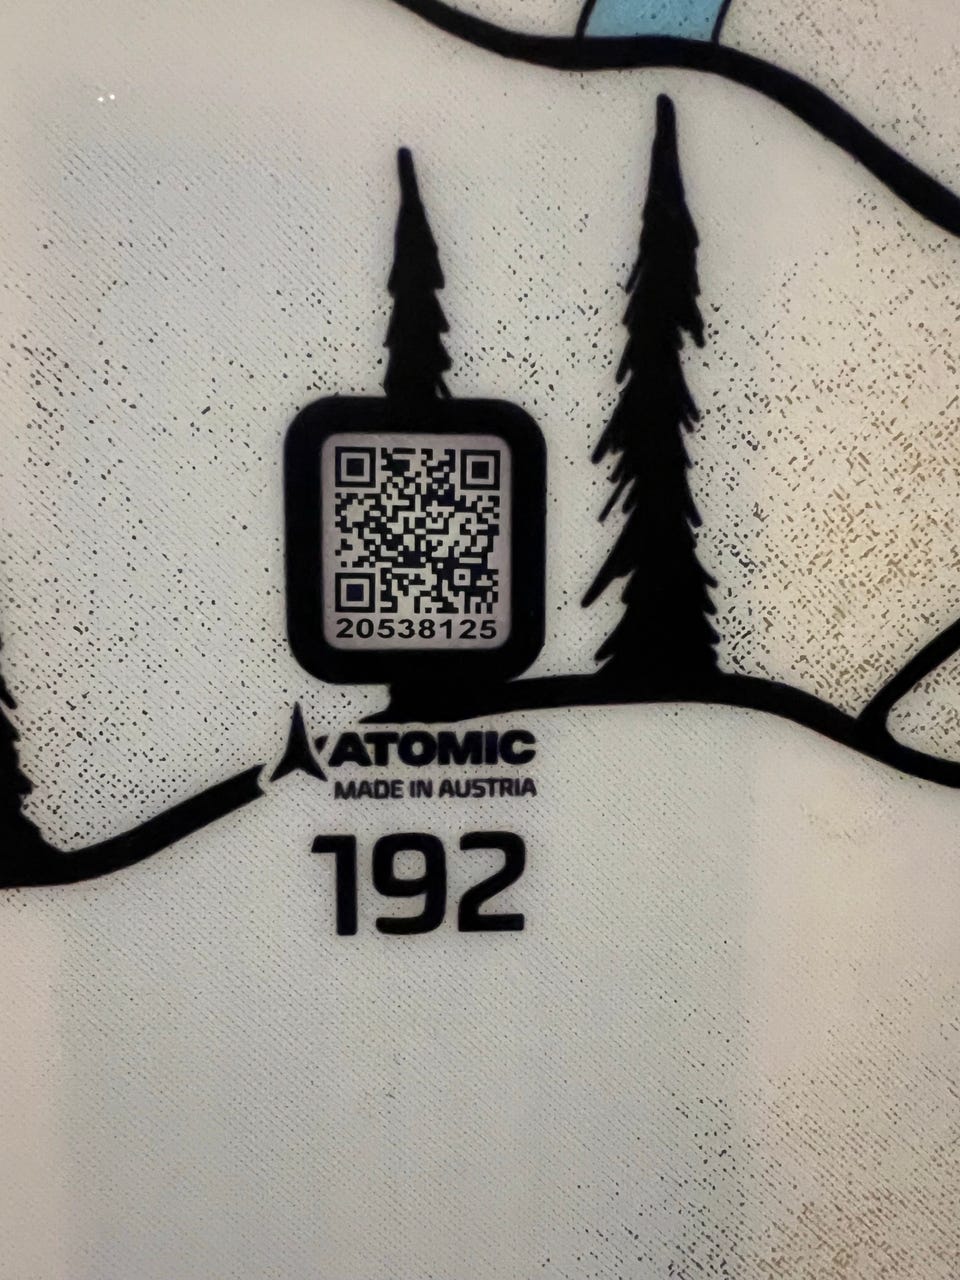 20538125
ATOMIC
MADE IN AUSTRIA
192